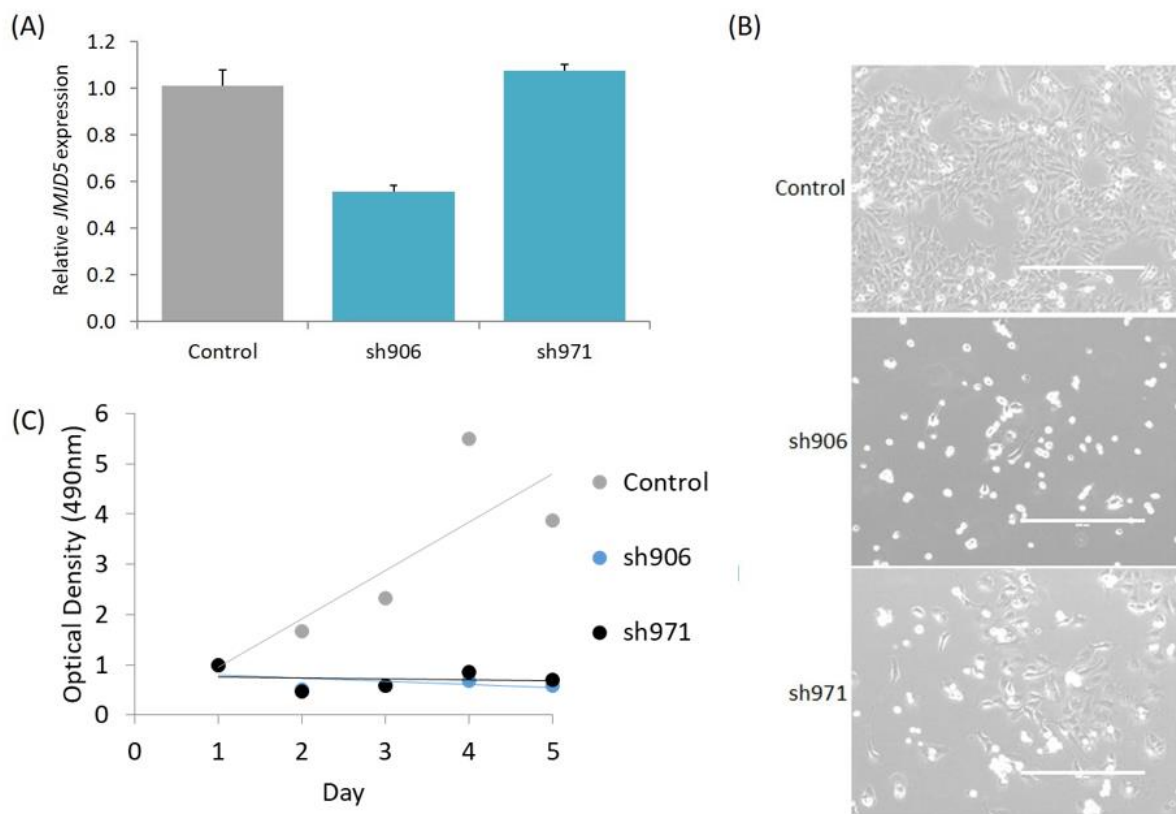 (A)
1.2
1.0
0.8
0.6
0.4
0.2
0.0
Relative JMJD5 expression
Control sh906 sh971
(B)
Control
sh906
sh971
(C)
6
5
4
3
2
1
0
Optical Density (490nm)
0 1 2 3 4 5
Day
Control
sh906
sh971